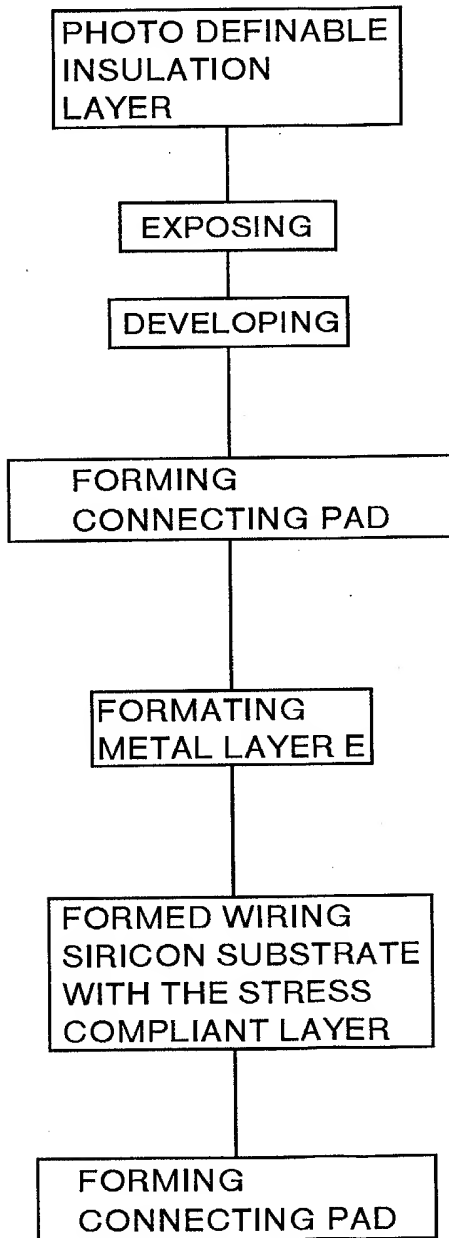 PHOTO DEFINABLE
INSULATION
LAYER
EXPOSING
DEVELOPING
FORMING
CONNECTING PAD
FORMATING
METAL LAYER E
FORMED WIRING
SIRICON SUBSTRATE
WITH THE STRESS
COMPLIANT LAYER
FORMING
CONNECTING PAD